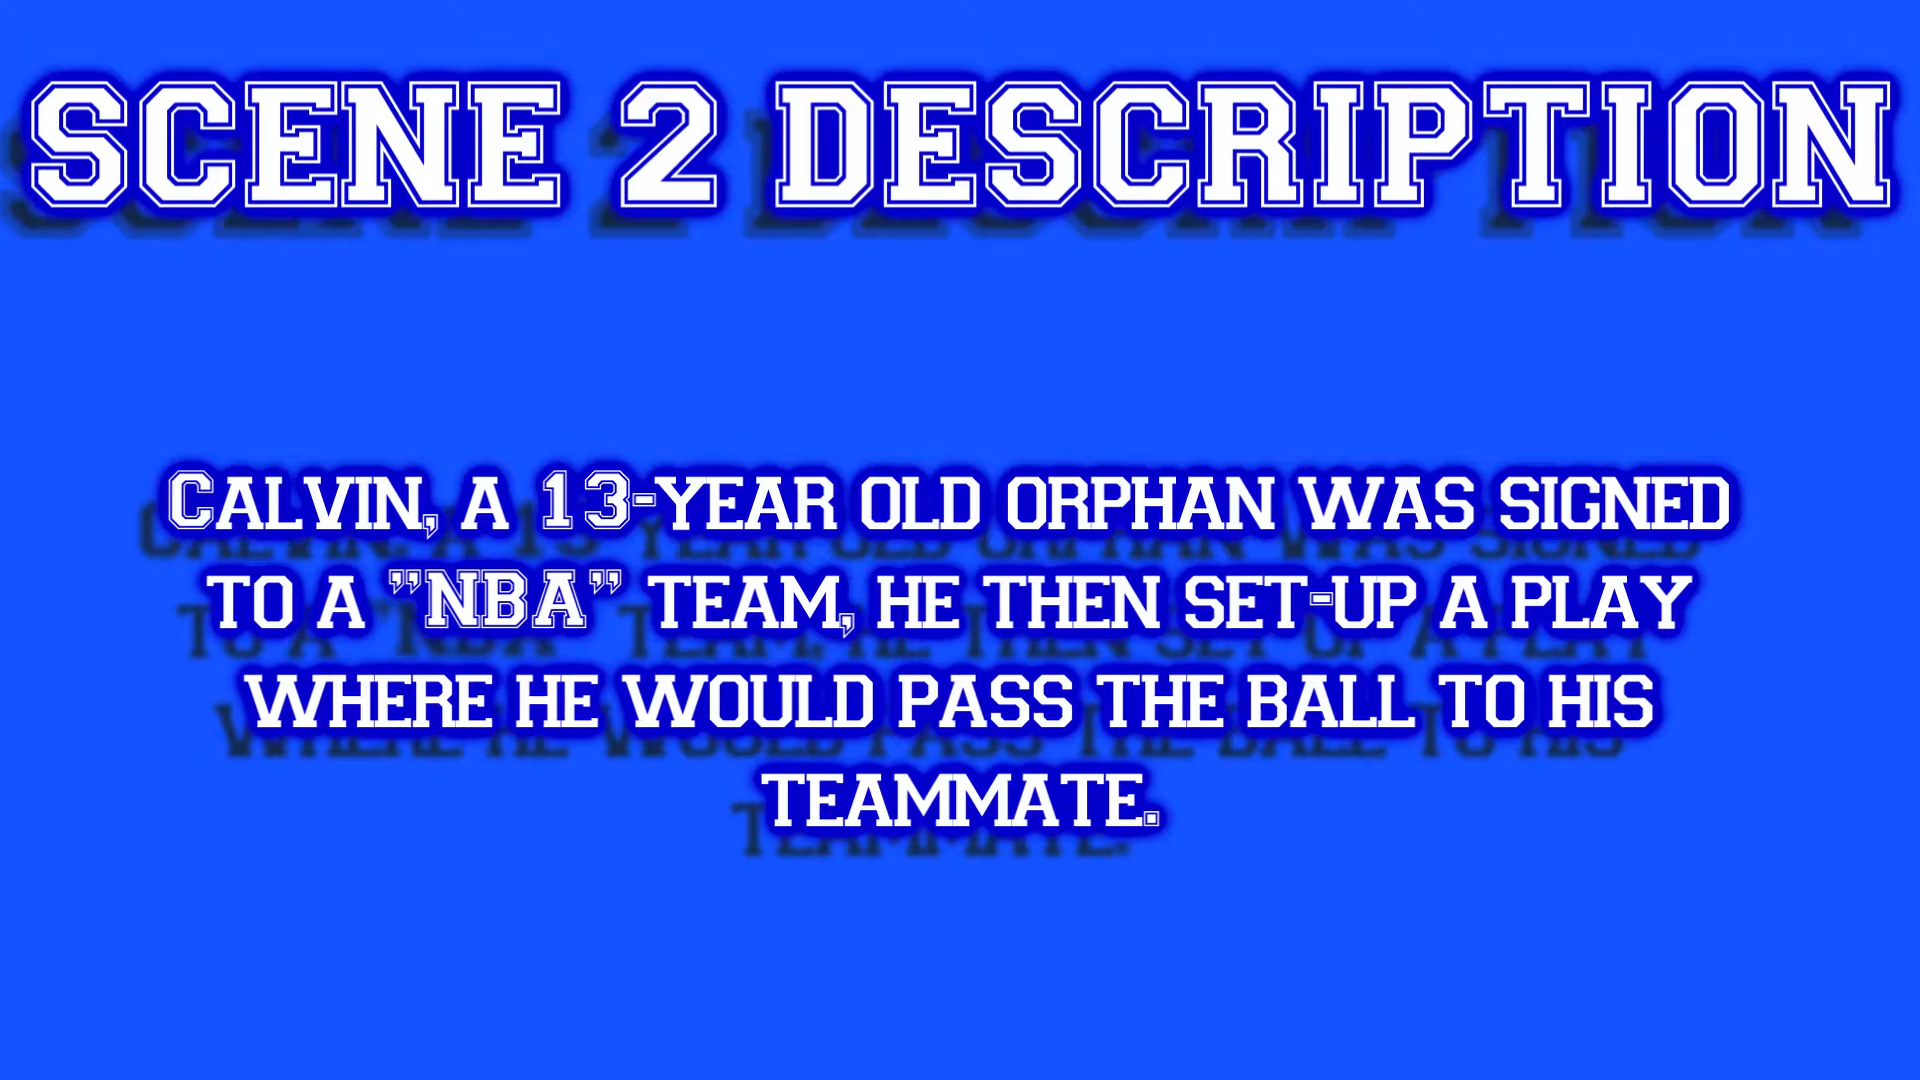 SCENE 2 DESCRIPTION
Calvin, a 13-year old orphan was signed
to a "NBA" team, he then set-up a play
where he would pass the ball to his
teammate.